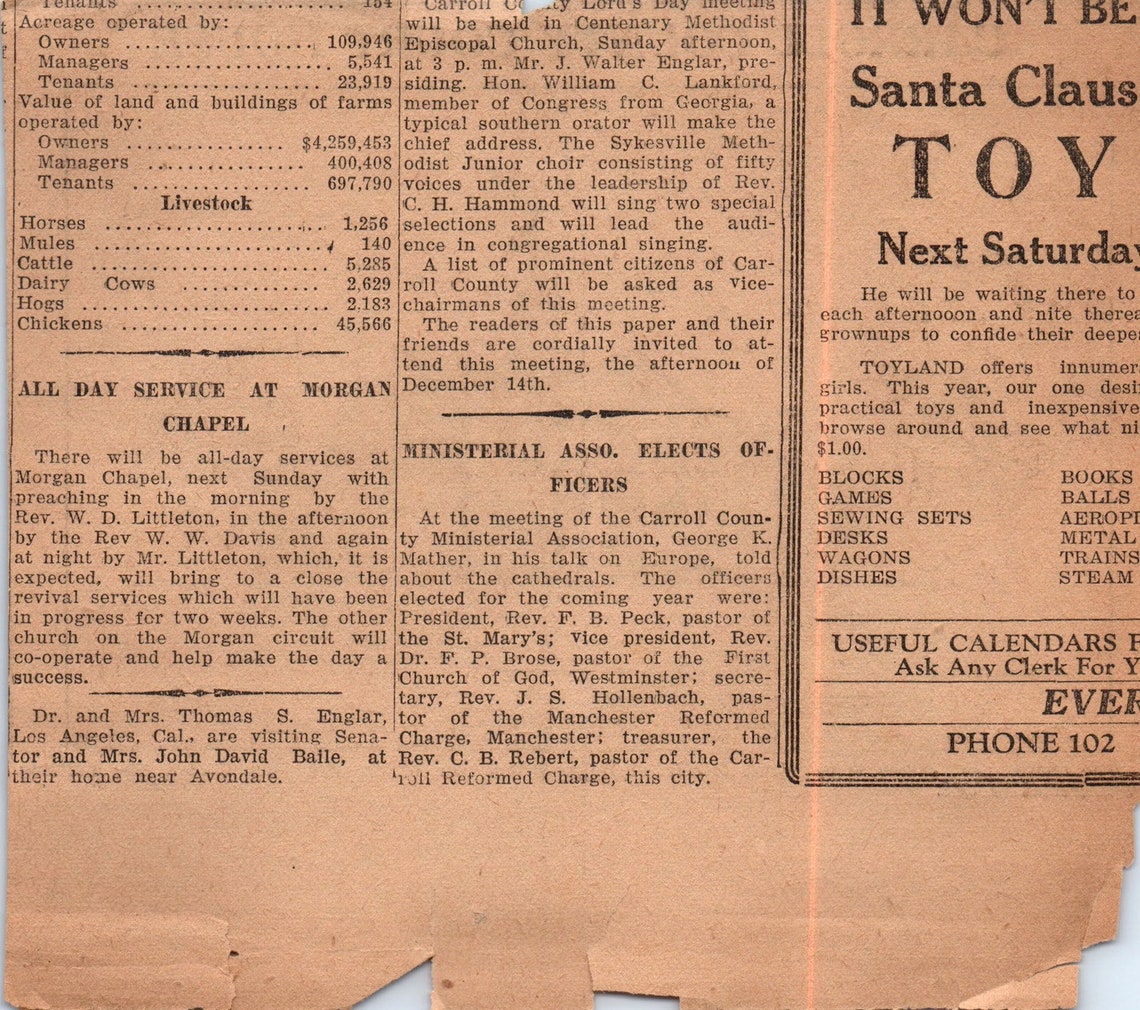 Tenants ........................ 154
Acreage operated by:
Owners ..................... 109,946
Managers .................... 5,541
Tenants .................... 23,919
Value of land and buildings of farms
operated by:
Owners ................ $4,259,453
Managers ................. 400,408
Tenants .................. 697,790
Livestock
Horses ......................... 1,256
Mules .......................... 140
Cattle .......................... 5,285
Dairy Cows ............... 2,629
Hogs ........................... 2.183
Chickens ..................... 45,566
ALL DAY SERVICE AT MORGAN
CHAPEL
There will be all-day services at
Morgan Chapel, next Sunday with
preaching in the morning by the
Rev. W. D. Littleton, in the afternoon
by the Rev W. W. Davis and again
at night by Mr. Littleton, which, it is
expected, will bring to a close the
revival services which will have been
in progress for two weeks. The other
church on the Morgan circuit will
co-operate and help make the day a
success.
Dr. and Mrs. Thomas S. Englar,
Los Angeles, Cal., are visiting Sena-
tor and Mrs. John David Baile, at
their home near Avondale.
Carroll County Lord's Day meeting
will be held in Centenary Methodist
Episcopal Church, Sunday afternoon,
at 3 p. m. Mr. J. Walter Englar, pre-
siding. Hon. William C. Lankford,
member of Congress from Georgia, a
typical southern orator will make the
chief address. The Sykesville Meth-
odist Junior choir consisting of fifty
voices under the leadership of Rev.
C. H. Hammond will sing two special
selections and will lead the audi-
ence in congregational singing.
A list of prominent citizens of Car-
roll County will be asked as vice-
chairmans of this meeting.
The readers of this paper and their
friends are cordially invited to at-
tend this meeting, the afternoon of
December 14th.
MINISTERIAL ASSO. ELECTS OF-
FICERS
At the meeting of the Carroll Coun-
ty Ministerial Association, George K.
Mather, in his talk on Europe, told
about the cathedrals. The officers
elected for the coming year were:
President, Rev. F. B. Peck, pastor of
the St. Mary's; vice president, Rev.
Dr. F. P. Brose, pastor of the First
Church of God, Westminster; secre-
tary, Rev. J. S. Hollenbach, pas-
tor of the Manchester Reformed
Charge, Manchester; treasurer, the
Rev. C. B. Rebert, pastor of the Car-
roll Reformed Charge, this city.
IT WON'T BE
Santa Claus
TOY
Next Saturday
He will be waiting there to
each afternooon and nite therea
grownups to confide their deepe
TOYLAND offers innumer
girls. This year, our one desi
practical toys and inexpensive
browse around and see what ni
$1.00.
BLOCKS BOOKS
GAMES BALLS
SEWING SETS AEROPL
DESKS METAL
WAGONS TRAINS
DISHES STEAM
USEFUL CALENDARS F
Ask Any Clerk For Y
EVER
PHONE 102